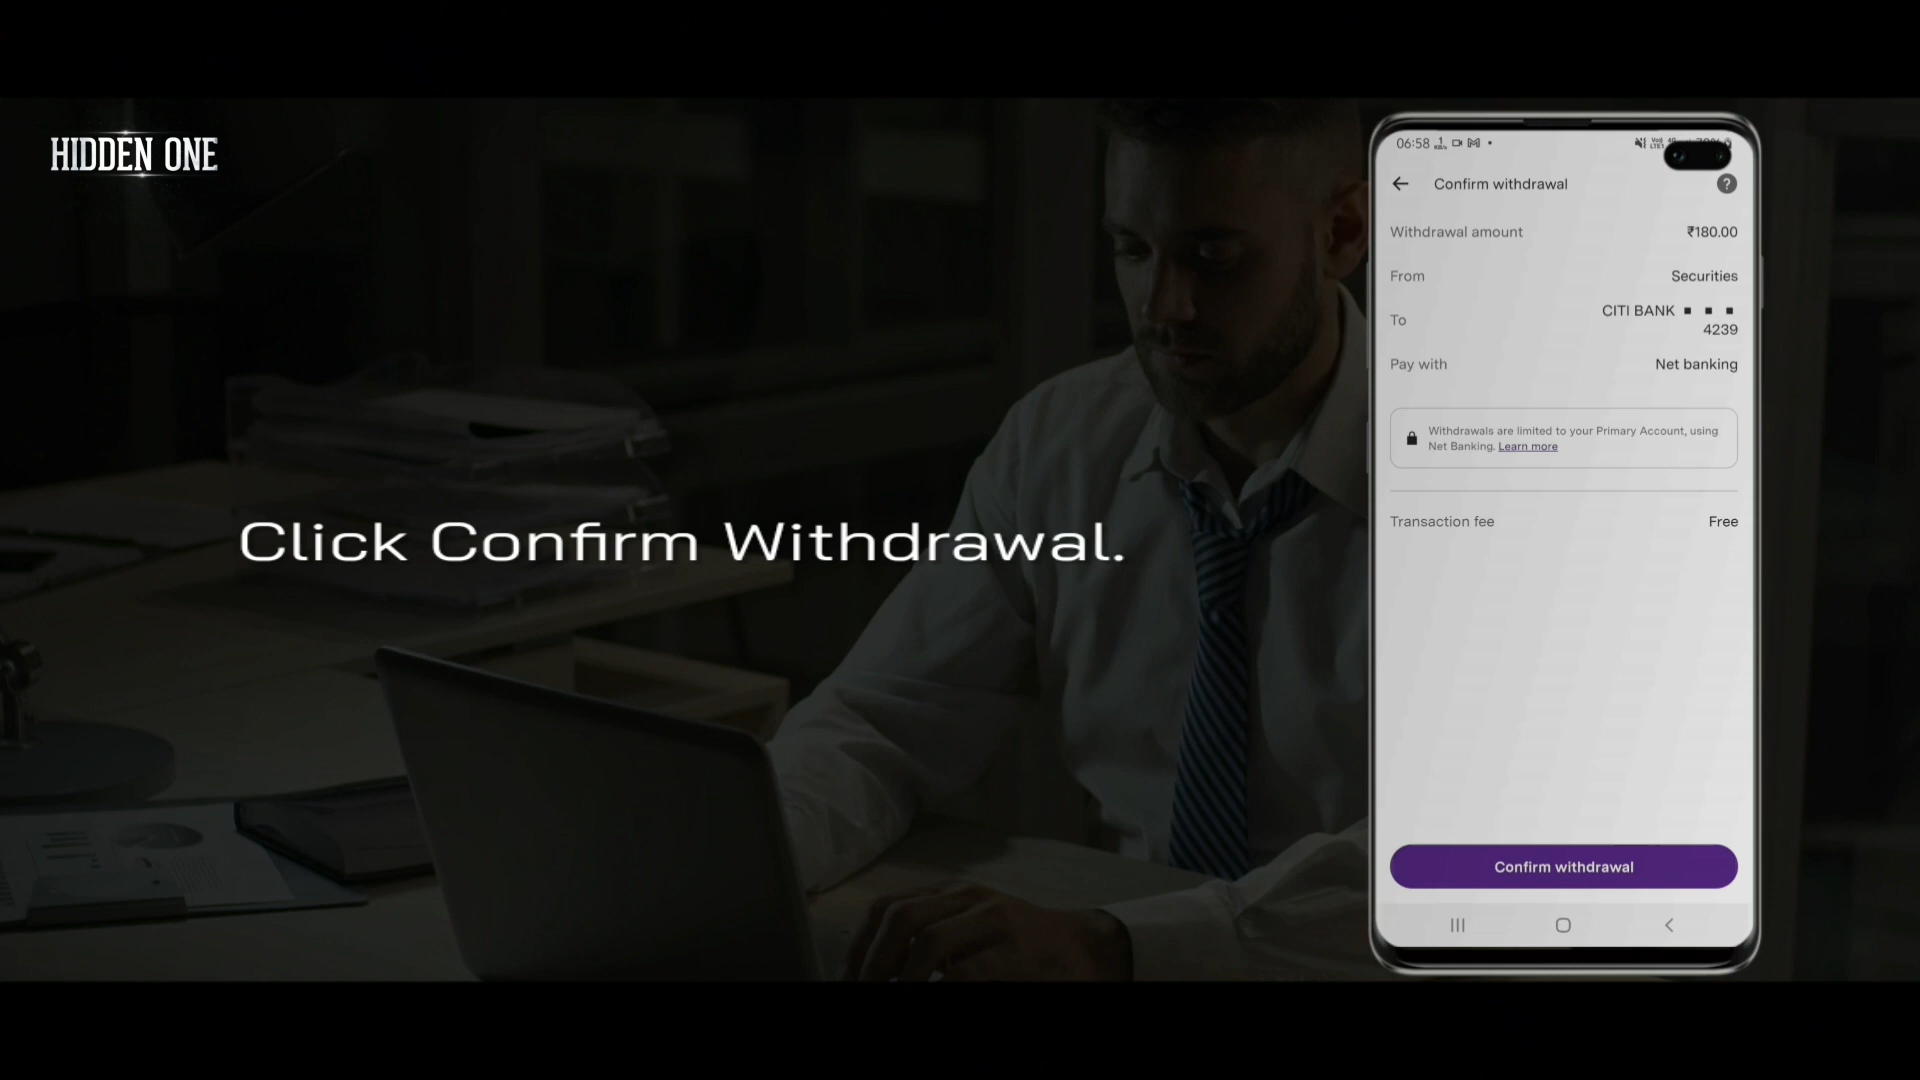 HIDDEN ONE
Click Confirm Withdrawal.
06:58
Confirm withdrawal
?
Withdrawal amount ₹180.00
From Securities
To CITI BANK ▪ ▪ ▪
4239
Pay with Net banking
Withdrawals are limited to your Primary Account, using
Net Banking. Learn more
Transaction fee Free
Confirm withdrawal